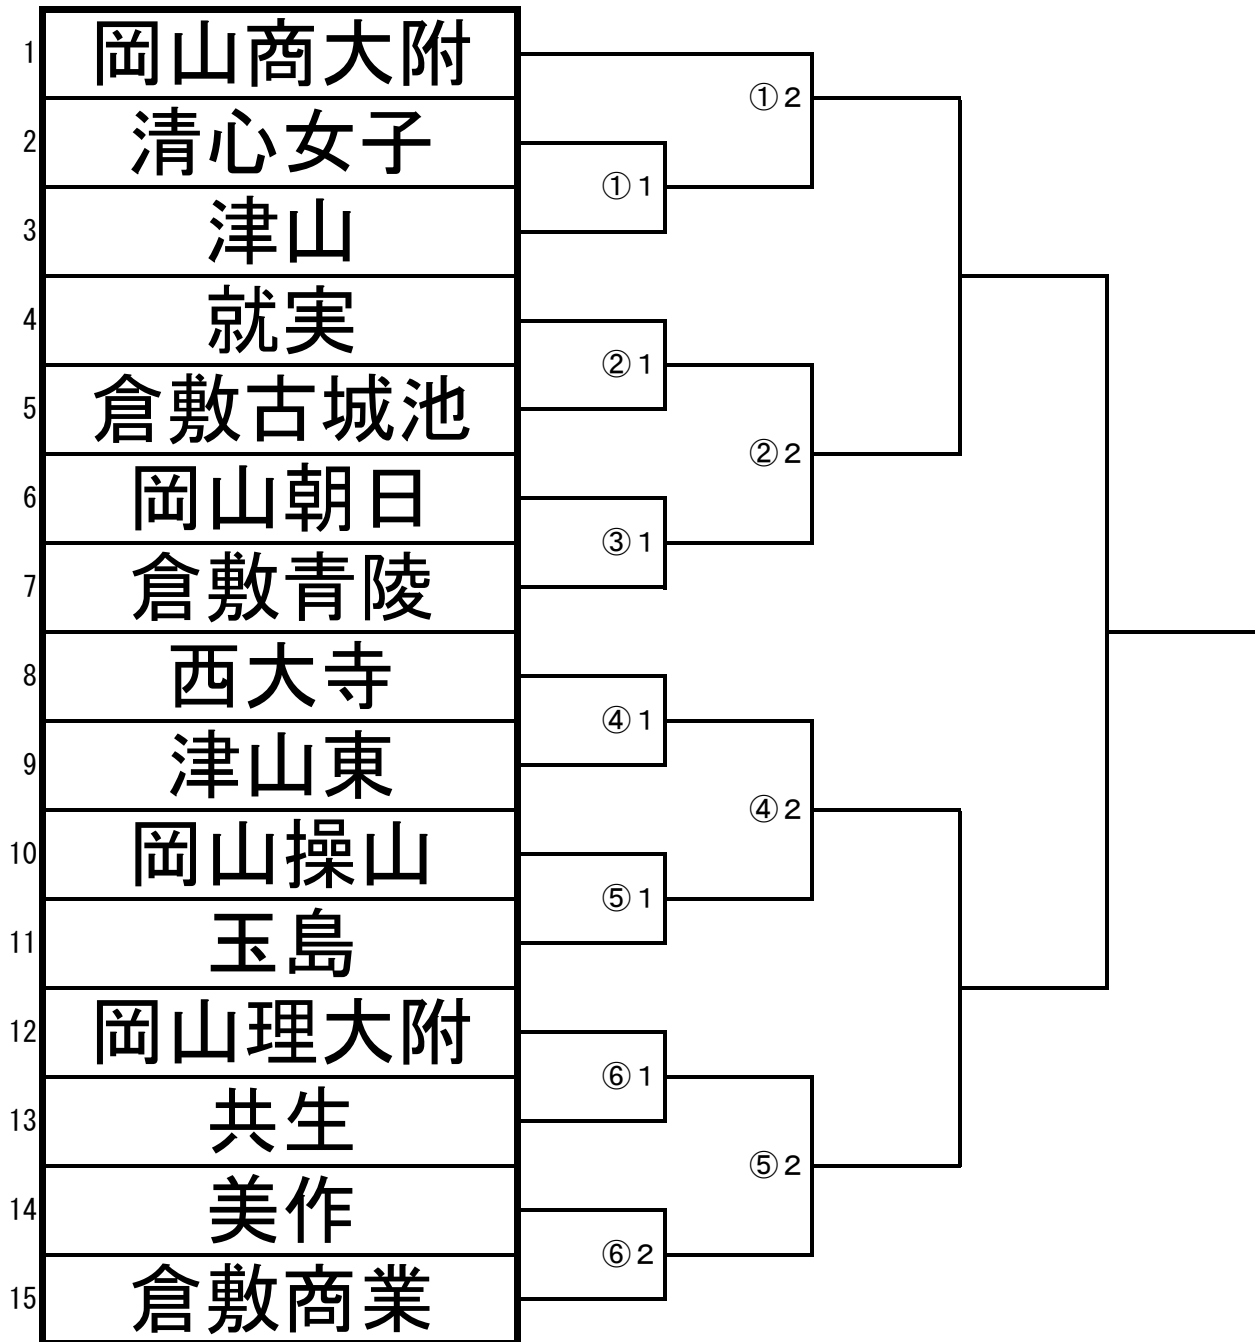 1 岡山商大附
①2
2 清心女子
①1
3 津山
4 就実
②1
5 倉敷古城池
②2
6 岡山朝日
③1
7 倉敷青陵
8 西大寺
④1
9 津山東
④2
10 岡山操山
⑤1
11 玉島
12 岡山理大附
⑥1
13 共生
⑤2
14 美作
⑥2
15 倉敷商業